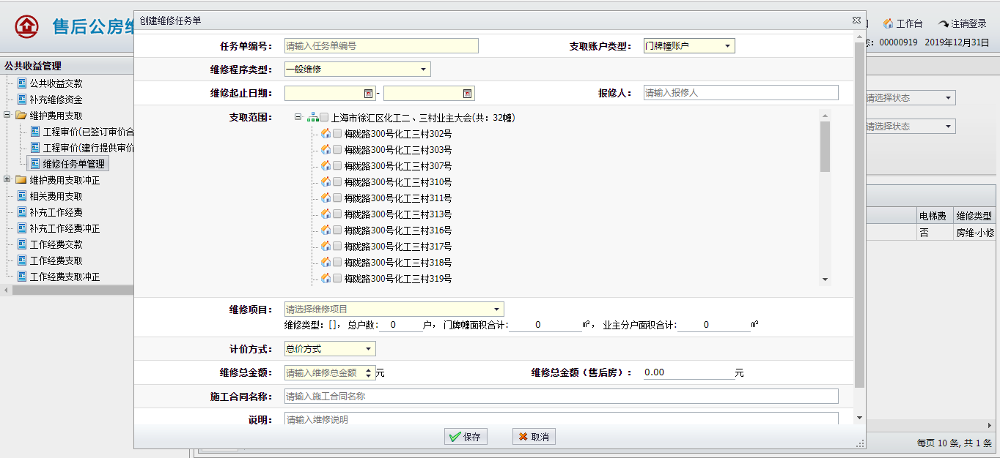 售后公房维
创建维修任务单
工作台
注销登录
00000919 2019年12月31日
公共收益管理
公共收益交款
补充维修资金
维护费用支取
工程审价(已签订审价合
工程审价(建行提供审价
维修任务单管理
维护费用支取冲正
相关费用支取
补充工作经费
补充工作经费冲正
工作经费交款
工作经费支取
工作经费支取冲正
任务单编号： 请输入任务单编号 支取账户类型： 门牌幢账户
维修程序类型： 一般维修
维修起止日期： - 报修人： 请输入报修人
支取范围： 上海市徐汇区化工二、三村业主大会(共：32幢)
梅陇路300号化工三村302号
梅陇路300号化工三村303号
梅陇路300号化工三村307号
梅陇路300号化工三村310号
梅陇路300号化工三村311号
梅陇路300号化工三村313号
梅陇路300号化工三村316号
梅陇路300号化工三村317号
梅陇路300号化工三村318号
梅陇路300号化工三村319号
维修项目： 请选择维修项目
维修类型：[]， 总户数： 0 户， 门牌幢面积合计： 0 ㎡， 业主分户面积合计： 0 ㎡
计价方式： 总价方式
维修总金额： 请输入维修总金额 元 维修总金额（售后房）： 0.00 元
施工合同名称： 请输入施工合同名称
说明： 请输入维修说明
保存 取消
请选择状态
请选择状态
电梯费 维修类型
否 房维-小修
每页 10 条, 共 1 条